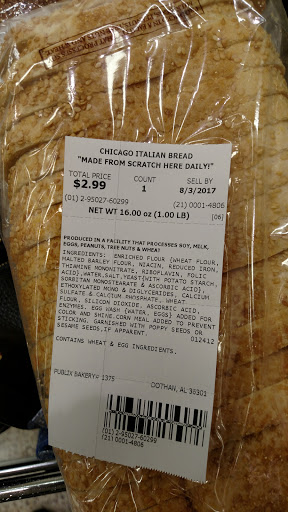 CHICAGO ITALIAN BREAD
"MADE FROM SCRATCH HERE DAILY!"
TOTAL PRICE COUNT SELL BY
$2.99 1 8/3/2017
(01) 2-95027-60299 (21) 0001-4806
NET WT 16.00 oz (1.00 LB) [06]
PRODUCED IN A FACILITY THAT PROCESSES SOY, MILK,
EGGS, PEANUTS, TREE NUTS & WHEAT
INGREDIENTS: ENRICHED FLOUR (WHEAT FLOUR,
MALTED BARLEY FLOUR, NIACIN, REDUCED IRON,
THIAMINE MONONITRATE, RIBOFLAVIN, FOLIC
ACID),WATER,SALT,YEAST(WITH POTATO STARCH,
SORBITAN MONOSTEARATE & ASCORBIC ACID),
ETHOXYLATED MONO & DIGLYCERIDES, CALCIUM
SULFATE & CALCIUM PHOSPHATE, WHEAT
FLOUR, SILICON DIOXIDE, ASCORBIC ACID,
ENZYMES. EGG WASH (WATER, EGGS) ADDED FOR
COLOR AND SHINE.CORN MEAL ADDED TO PREVENT
STICKING. GARNISHED WITH POPPY SEEDS OR
SESAME SEEDS,IF APPARENT. 012412
CONTAINS WHEAT & EGG INGREDIENTS.
PUBLIX BAKERY# 1375 DOTHAN, AL 36301
(01) 2-95027-60299
(21) 0001-4806